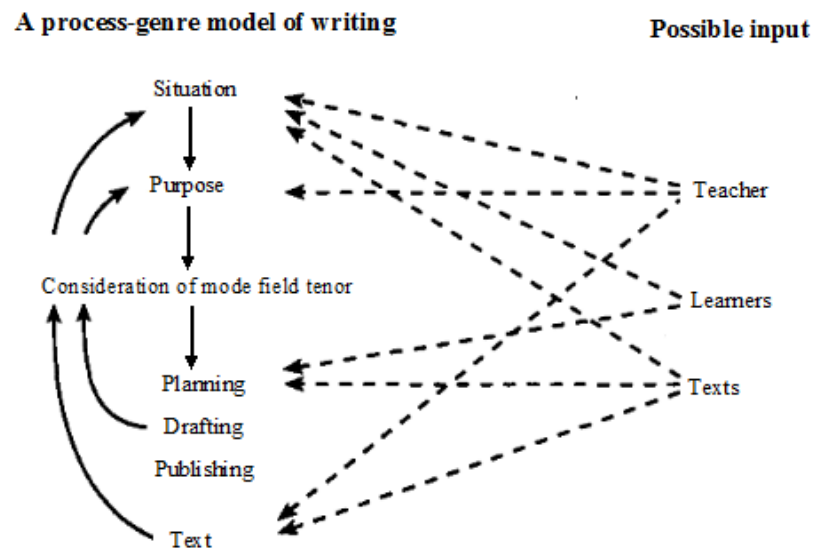 A process-genre model of writing
Possible input
Situation
Purpose
Teacher
Consideration of mode field tenor
Learners
Planning
Texts
Drafting
Publishing
Text